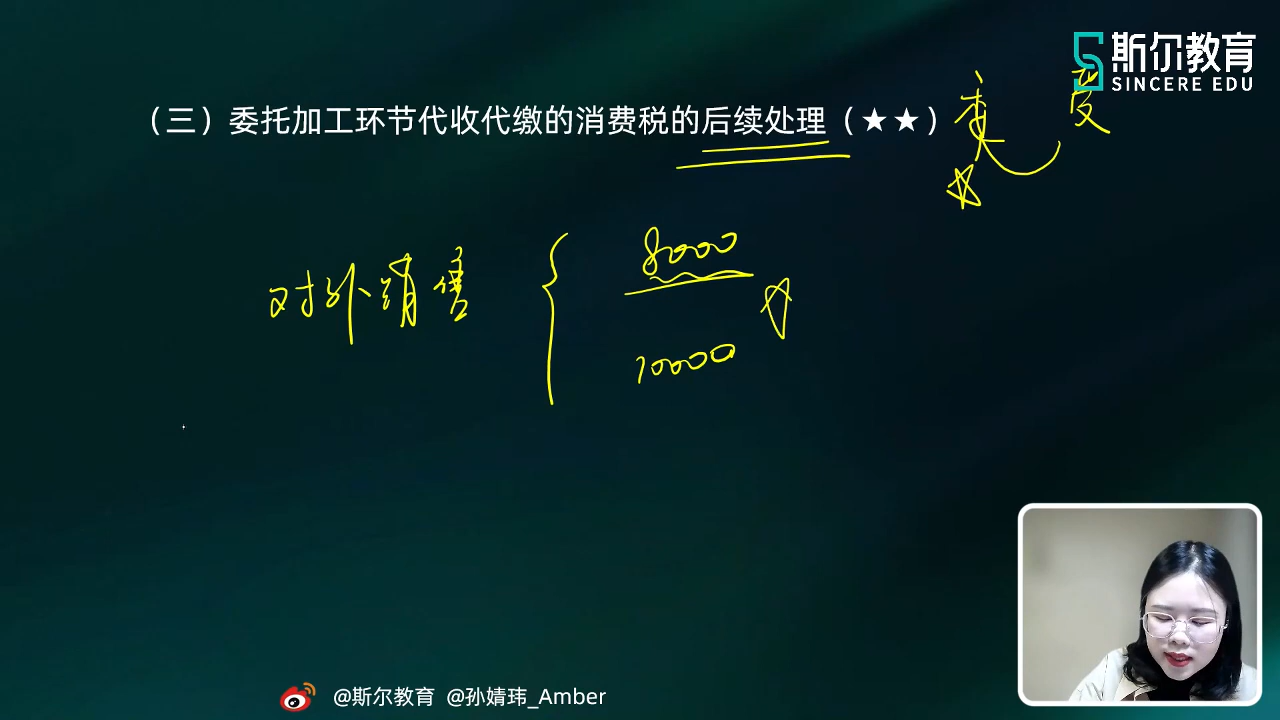 斯尔教育
SINCERE EDU
(三)委托加工环节代收代缴的消费税的后续处理(★★)
委 受
对外销售
8000
10000
@斯尔教育 @孙婧玮_Amber